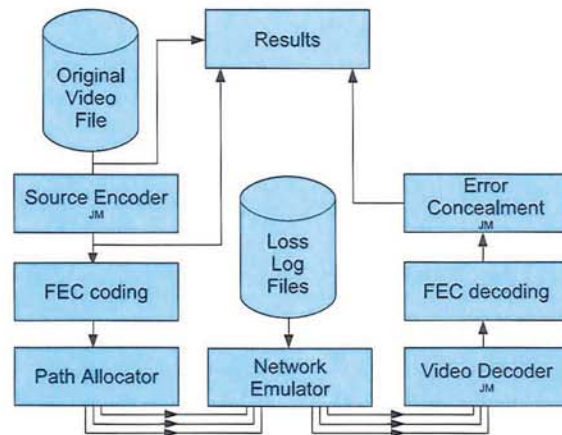 Results
Original
Video
File
Source Encoder
JM
Error
Concealment
JM
Loss
Log
Files
FEC coding
FEC decoding
Path Allocator
Network
Emulator
Video Decoder
JM